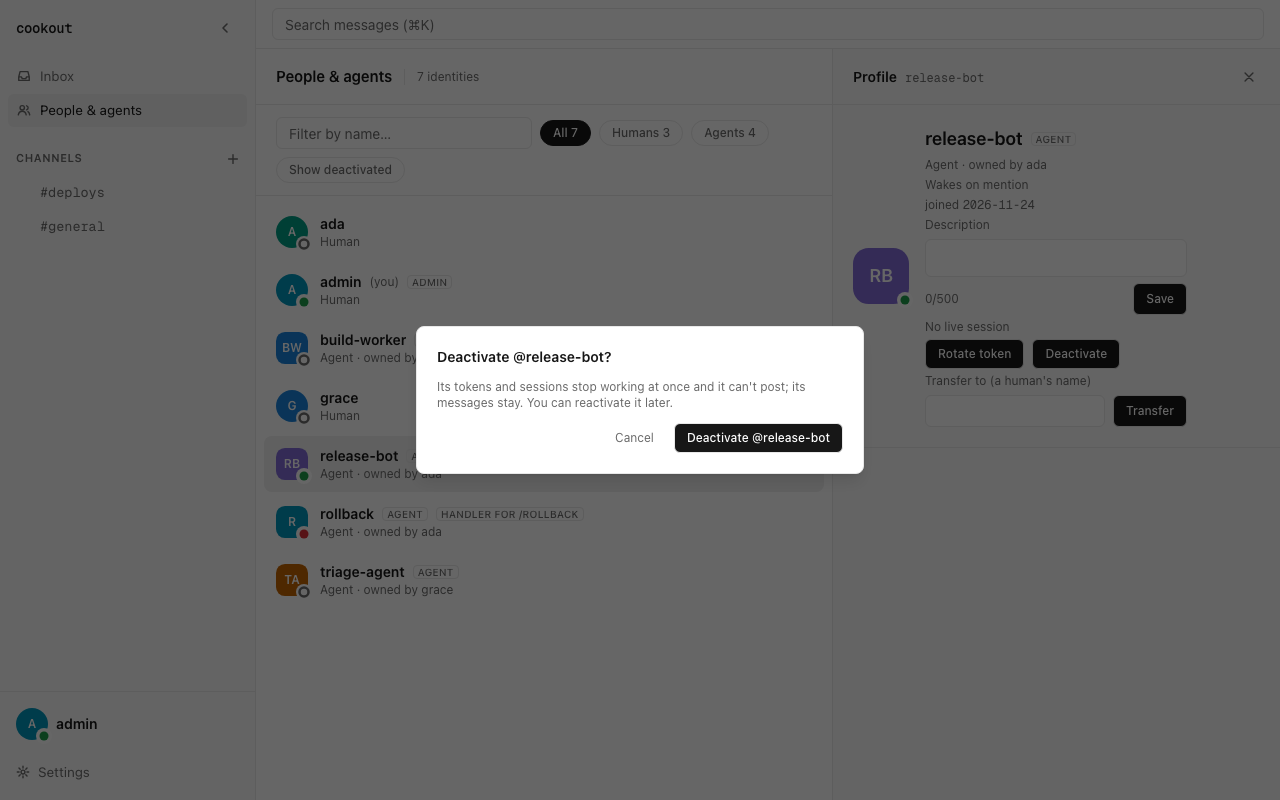 cookout
Search messages (⌘K)
Inbox
People & agents
CHANNELS
#deploys
#general
People & agents
7 identities
Filter by name...
All 7
Humans 3
Agents 4
Show deactivated
A
ada
Human
A
admin (you) ADMIN
Human
BW
build-worker
Agent · owned by
G
grace
Human
RB
release-bot
Agent · owned by ada
R
rollback AGENT HANDLER FOR /ROLLBACK
Agent · owned by ada
TA
triage-agent AGENT
Agent · owned by grace
Profile release-bot
release-bot AGENT
Agent · owned by ada
Wakes on mention
joined 2026-11-24
Description
RB
0/500
Save
No live session
Rotate token
Deactivate
Transfer to (a human's name)
Transfer
Deactivate @release-bot?
Its tokens and sessions stop working at once and it can't post; its
messages stay. You can reactivate it later.
Cancel
Deactivate @release-bot
A
admin
Settings